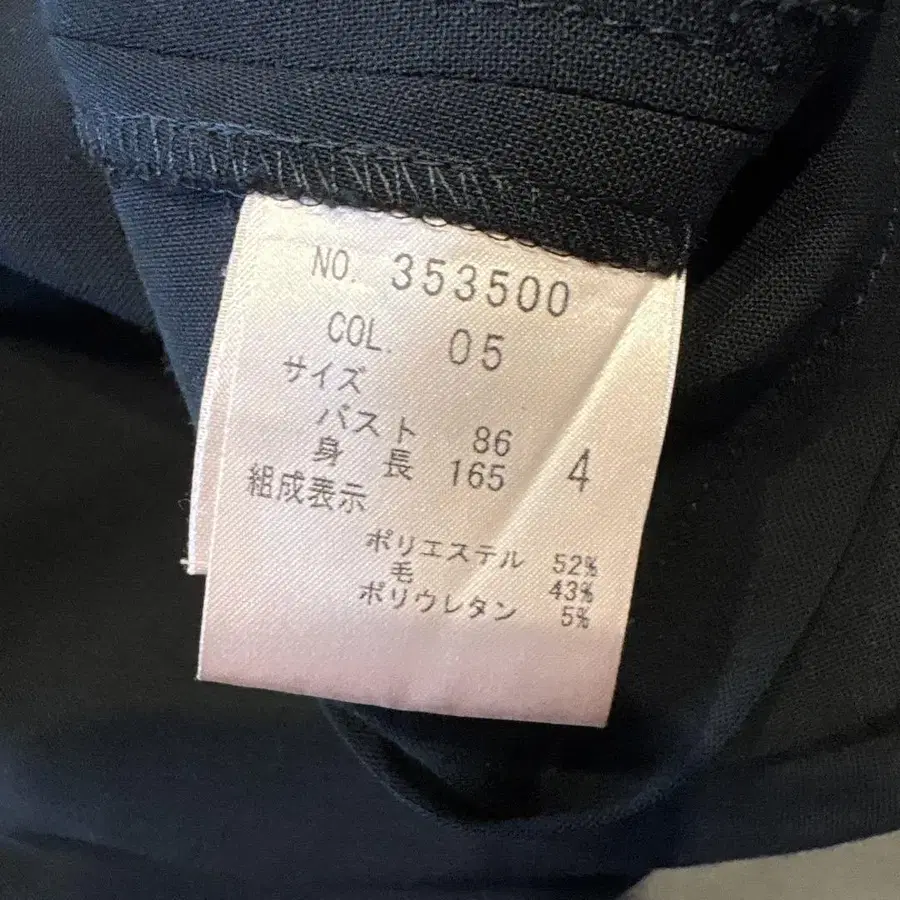 NO. 353500
COL. 05
サイズ
バスト 86
身長 165 4
組成表示
ポリエステル 52%
毛 43%
ポリウレタン 5%